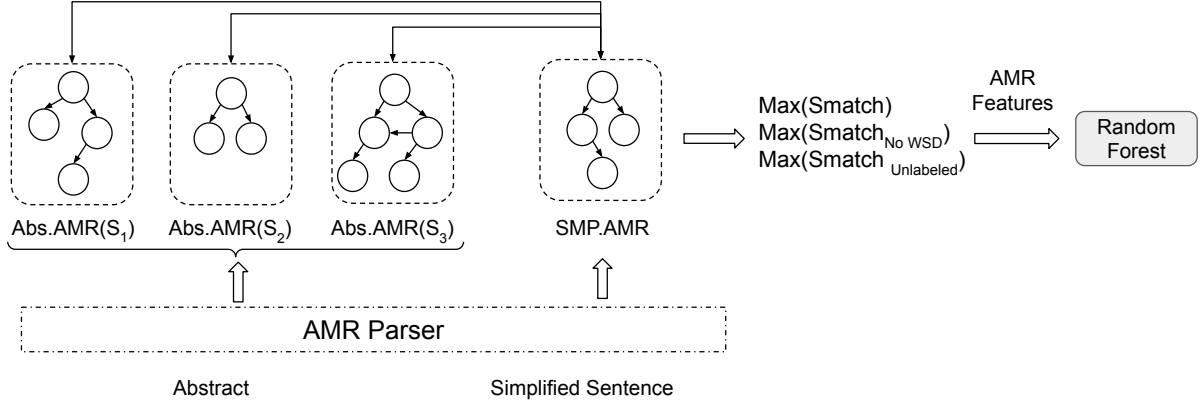 Abs.AMR(S1)
Abs.AMR(S2)
Abs.AMR(S3)
SMP.AMR
Max(Smatch)
Max(Smatch No WSD)
Max(Smatch Unlabeled)
AMR
Features
Random
Forest
AMR Parser
Abstract
Simplified Sentence